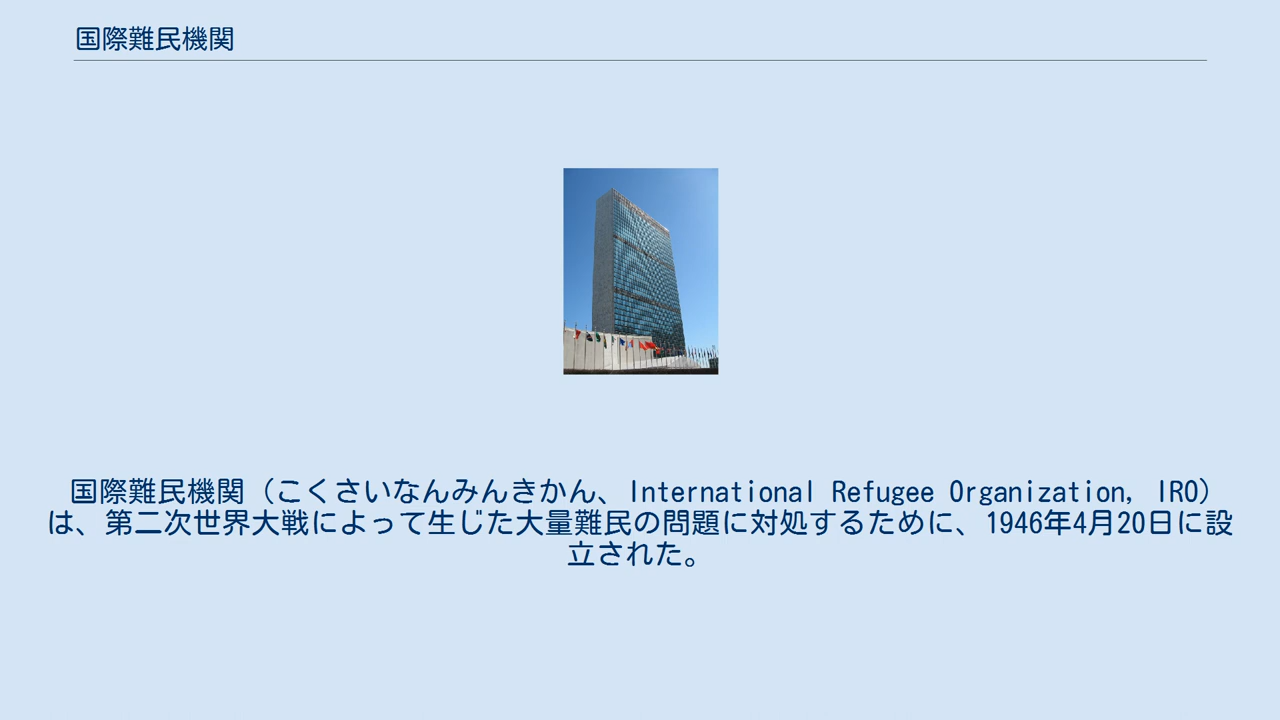 国際難民機関
国際難民機関（こくさいなんみんきかん、International Refugee Organization, IRO）
は、第二次世界大戦によって生じた大量難民の問題に対処するために、1946年4月20日に設
立された。